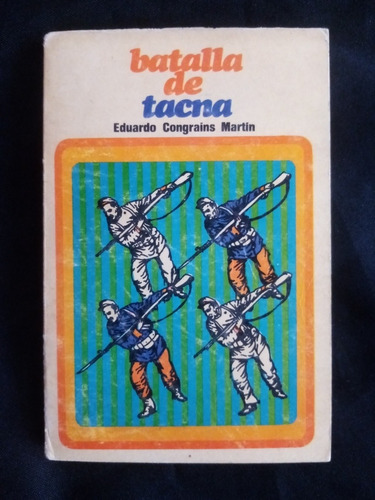 batalla
de
tacna
Eduardo Congrains Martin